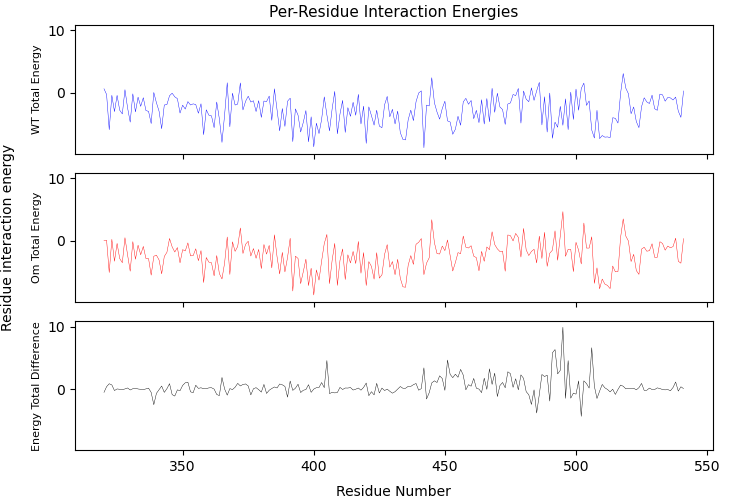 Per-Residue Interaction Energies
Residue interaction energy
WT Total Energy
10
0
Om Total Energy
10
0
Energy Total Difference
10
0
350 400 450 500 550
Residue Number